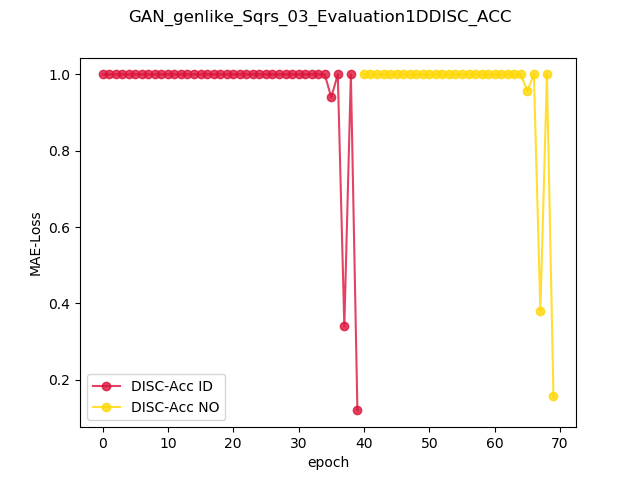 GAN_genlike_Sqrs_03_Evaluation1DDISC_ACC
1.0
0.8
0.6
0.4
0.2
MAE-Loss
DISC-Acc ID
DISC-Acc NO
0 10 20 30 40 50 60 70
epoch